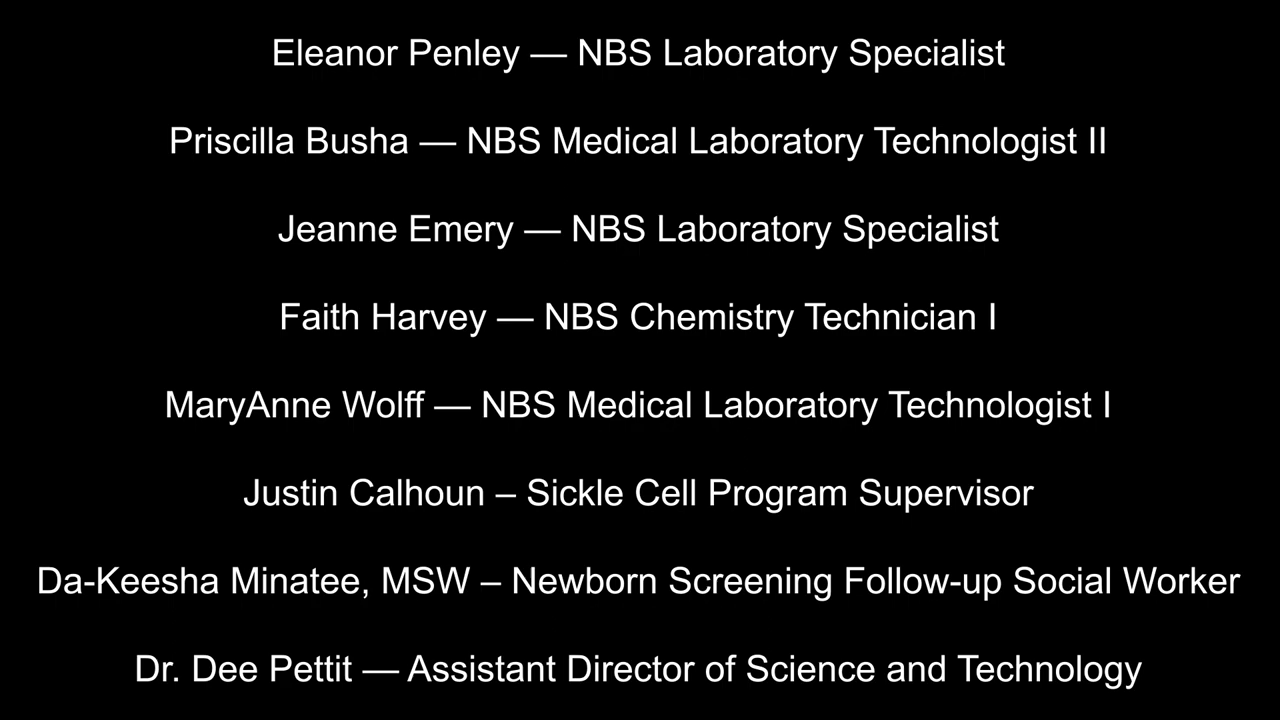 Eleanor Penley — NBS Laboratory Specialist
Priscilla Busha — NBS Medical Laboratory Technologist II
Jeanne Emery — NBS Laboratory Specialist
Faith Harvey — NBS Chemistry Technician I
MaryAnne Wolff — NBS Medical Laboratory Technologist I
Justin Calhoun – Sickle Cell Program Supervisor
Da-Keesha Minatee, MSW – Newborn Screening Follow-up Social Worker
Dr. Dee Pettit — Assistant Director of Science and Technology